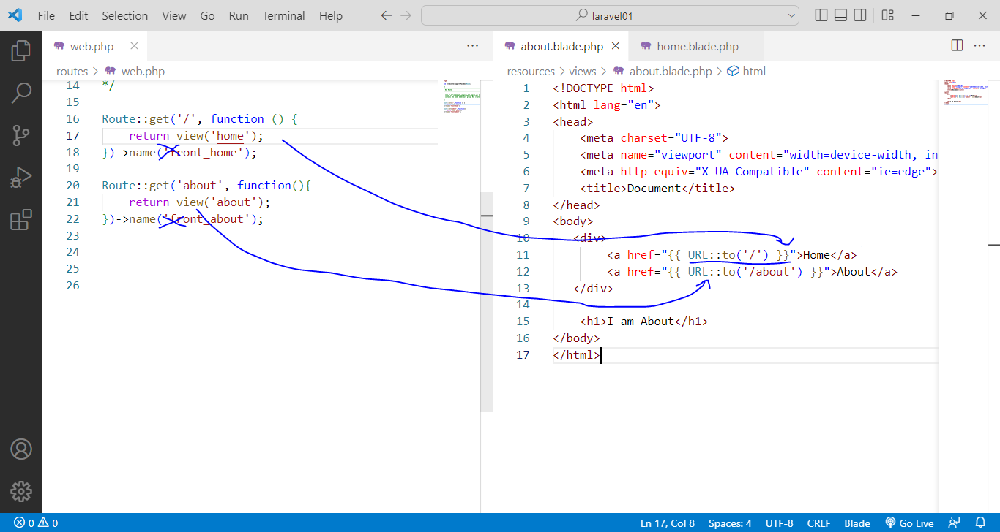 File Edit Selection View Go Run Terminal Help laravel01
web.php
about.blade.php home.blade.php
routes > web.php
resources > views > about.blade.php > html
14 */
15
16 Route::get('/', function () {
17 return view('home');
18 })->name('front_home');
19
20 Route::get('about', function(){
21 return view('about');
22 })->name('front_about');
23
24
25
26
1 <!DOCTYPE html>
2 <html lang="en">
3 <head>
4 <meta charset="UTF-8">
5 <meta name="viewport" content="width=device-width, in
6 <meta http-equiv="X-UA-Compatible" content="ie=edge">
7 <title>Document</title>
8 </head>
9 <body>
10 <div>
11 <a href="{{ URL::to('/') }}">Home</a>
12 <a href="{{ URL::to('/about') }}">About</a>
13 </div>
14
15 <h1>I am About</h1>
16 </body>
17 </html>
0 0 Ln 17, Col 8 Spaces: 4 UTF-8 CRLF Blade Go Live